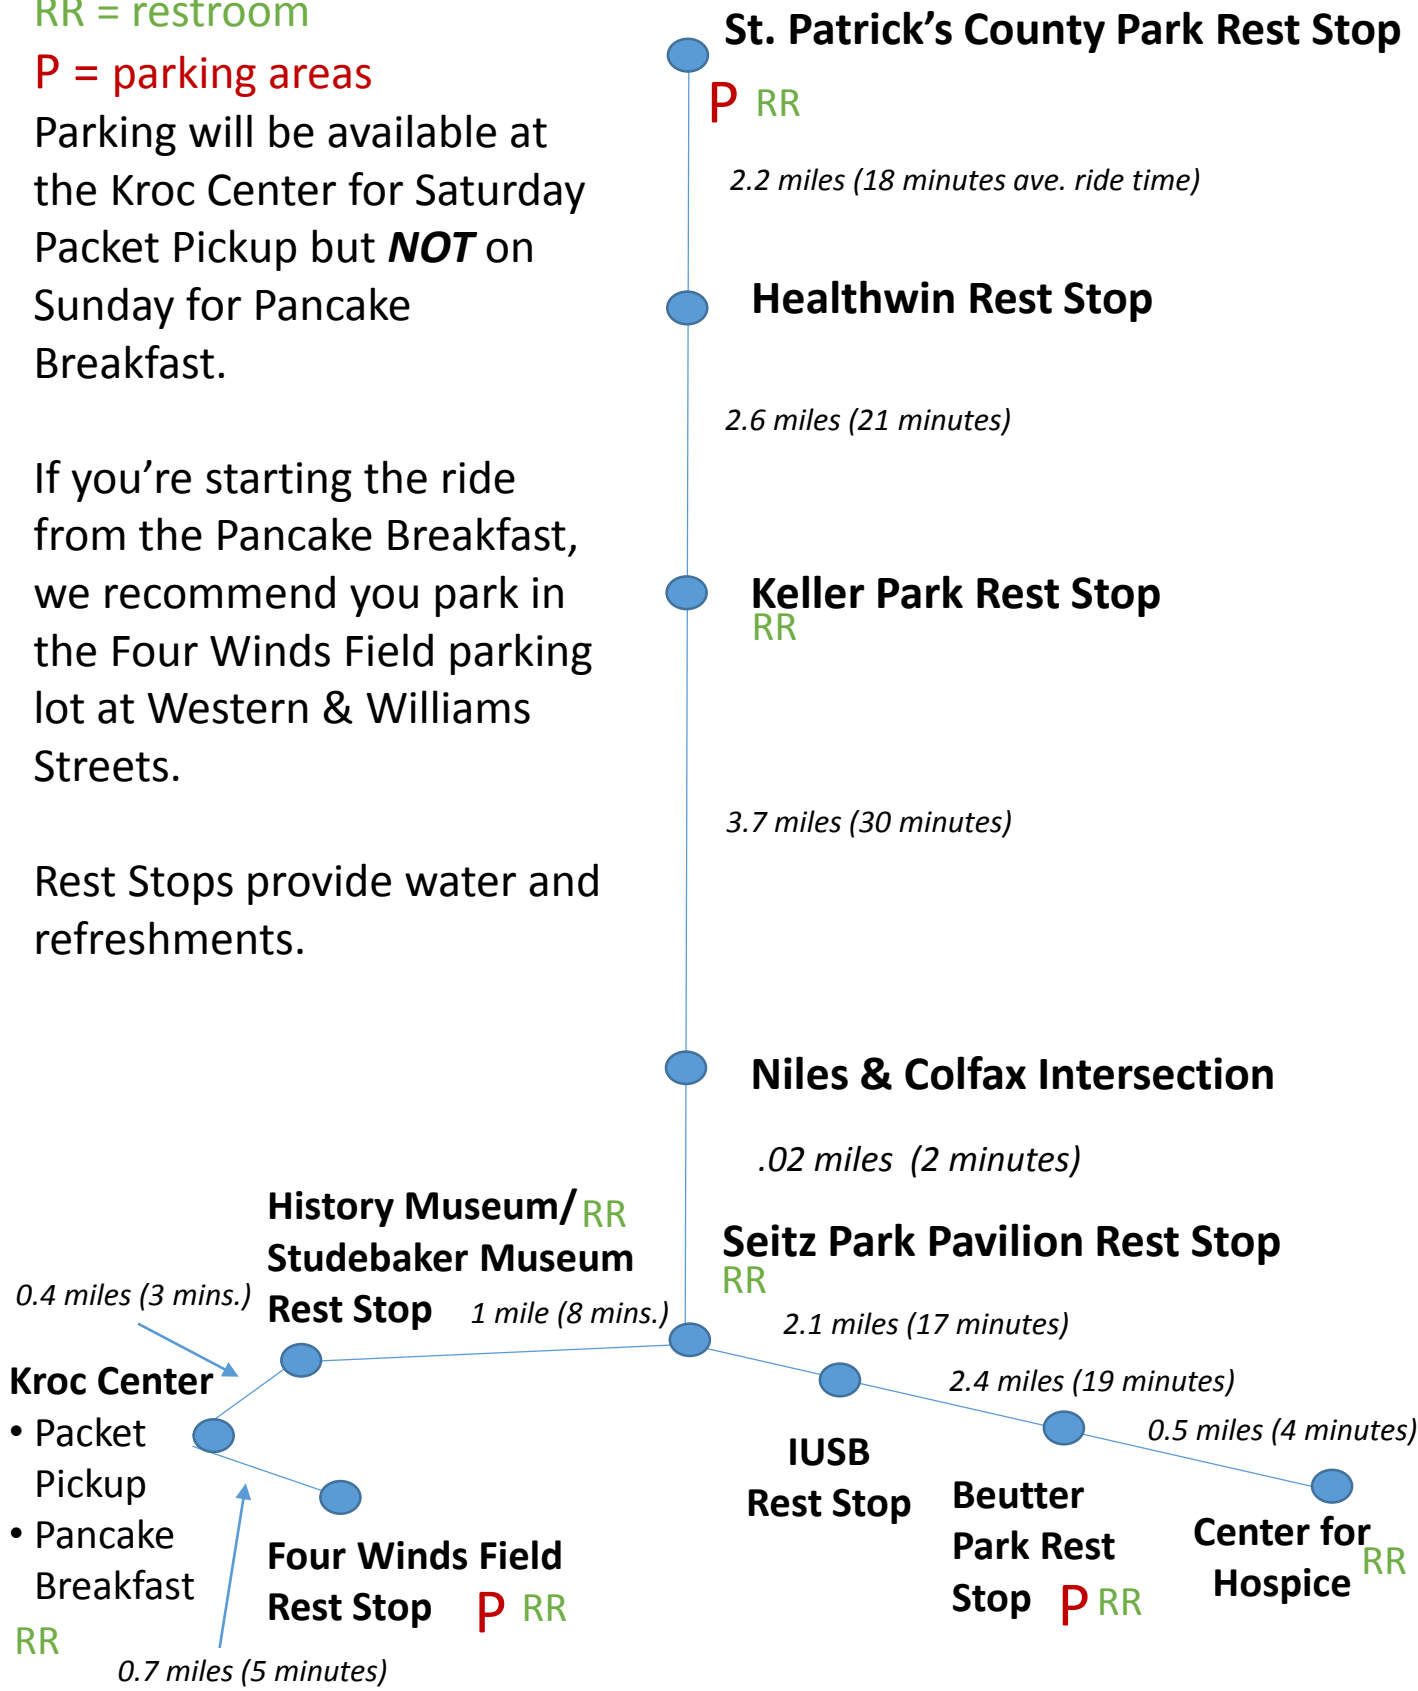 RR = restroom
P = parking areas
Parking will be available at
the Kroc Center for Saturday
Packet Pickup but NOT on
Sunday for Pancake
Breakfast.
If you’re starting the ride
from the Pancake Breakfast,
we recommend you park in
the Four Winds Field parking
lot at Western & Williams
Streets.
Rest Stops provide water and
refreshments.
St. Patrick’s County Park Rest Stop
P RR
2.2 miles (18 minutes ave. ride time)
Healthwin Rest Stop
2.6 miles (21 minutes)
Keller Park Rest Stop
RR
3.7 miles (30 minutes)
Niles & Colfax Intersection
.02 miles (2 minutes)
Seitz Park Pavilion Rest Stop
RR
History Museum/ RR
Studebaker Museum
Rest Stop
1 mile (8 mins.)
0.4 miles (3 mins.)
Kroc Center
• Packet
Pickup
• Pancake
Breakfast
RR
0.7 miles (5 minutes)
Four Winds Field
Rest Stop P RR
2.1 miles (17 minutes)
IUSB
Rest Stop
2.4 miles (19 minutes)
Beutter
Park Rest
Stop P RR
0.5 miles (4 minutes)
Center for
Hospice RR